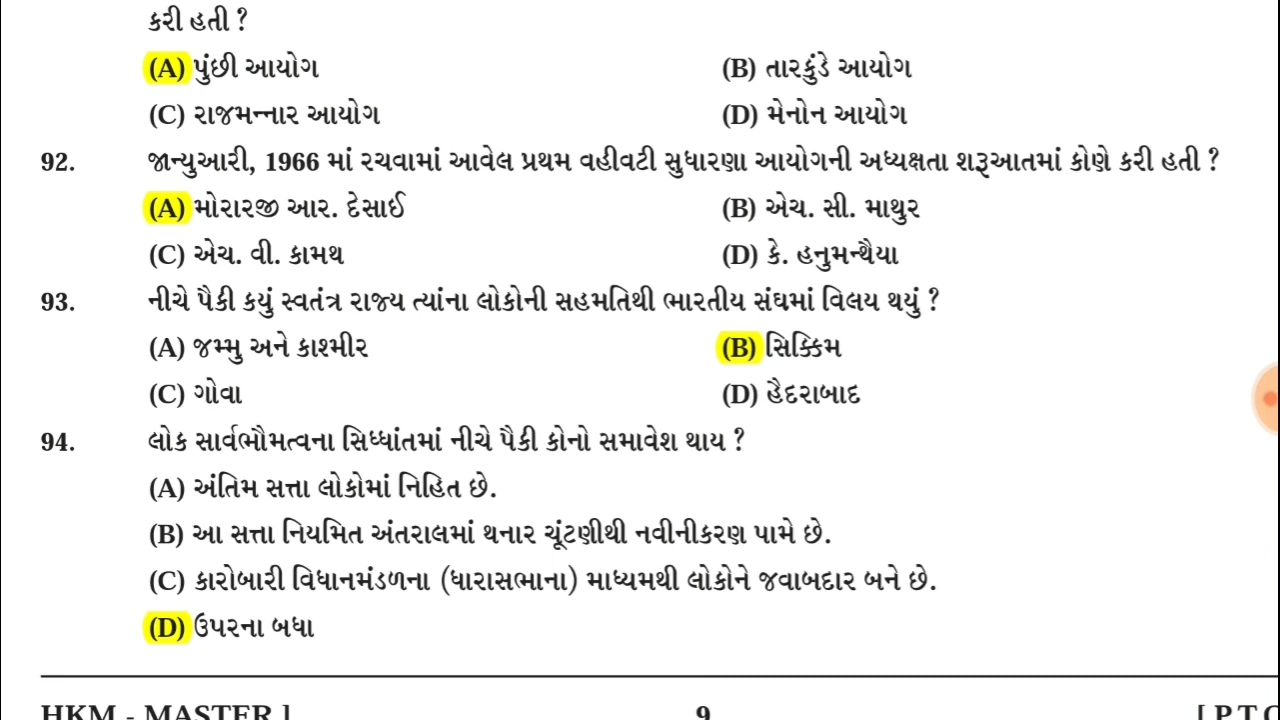 કરી હતી ?
(A) પુંછી આયોગ (B) તારકુંડે આયોગ
(C) રાજમન્નાર આયોગ (D) મેનોન આયોગ
92. જાન્યુઆરી, 1966 માં રચવામાં આવેલ પ્રથમ વહીવટી સુધારણા આયોગની અધ્યક્ષતા શરૂઆતમાં કોણે કરી હતી ?
(A) મોરારજી આર. દેસાઈ (B) એચ. સી. માથુર
(C) એચ. વી. કામથ (D) કે. હનુમન્થૈયા
93. નીચે પૈકી કયું સ્વતંત્ર રાજ્ય ત્યાંના લોકોની સહમતિથી ભારતીય સંઘમાં વિલય થયું ?
(A) જમ્મુ અને કાશ્મીર (B) સિક્કિમ
(C) ગોવા (D) હૈદરાબાદ
94. લોક સાર્વભૌમત્વના સિધ્ધાંતમાં નીચે પૈકી કોનો સમાવેશ થાય ?
(A) અંતિમ સત્તા લોકોમાં નિહિત છે.
(B) આ સત્તા નિયમિત અંતરાલમાં થનાર ચૂંટણીથી નવીનીકરણ પામે છે.
(C) કારોબારી વિધાનમંડળના (ધારાસભાના) માધ્યમથી લોકોને જવાબદાર બને છે.
(D) ઉપરના બધા
HKM - MASTER ] 9 [ P.T.O